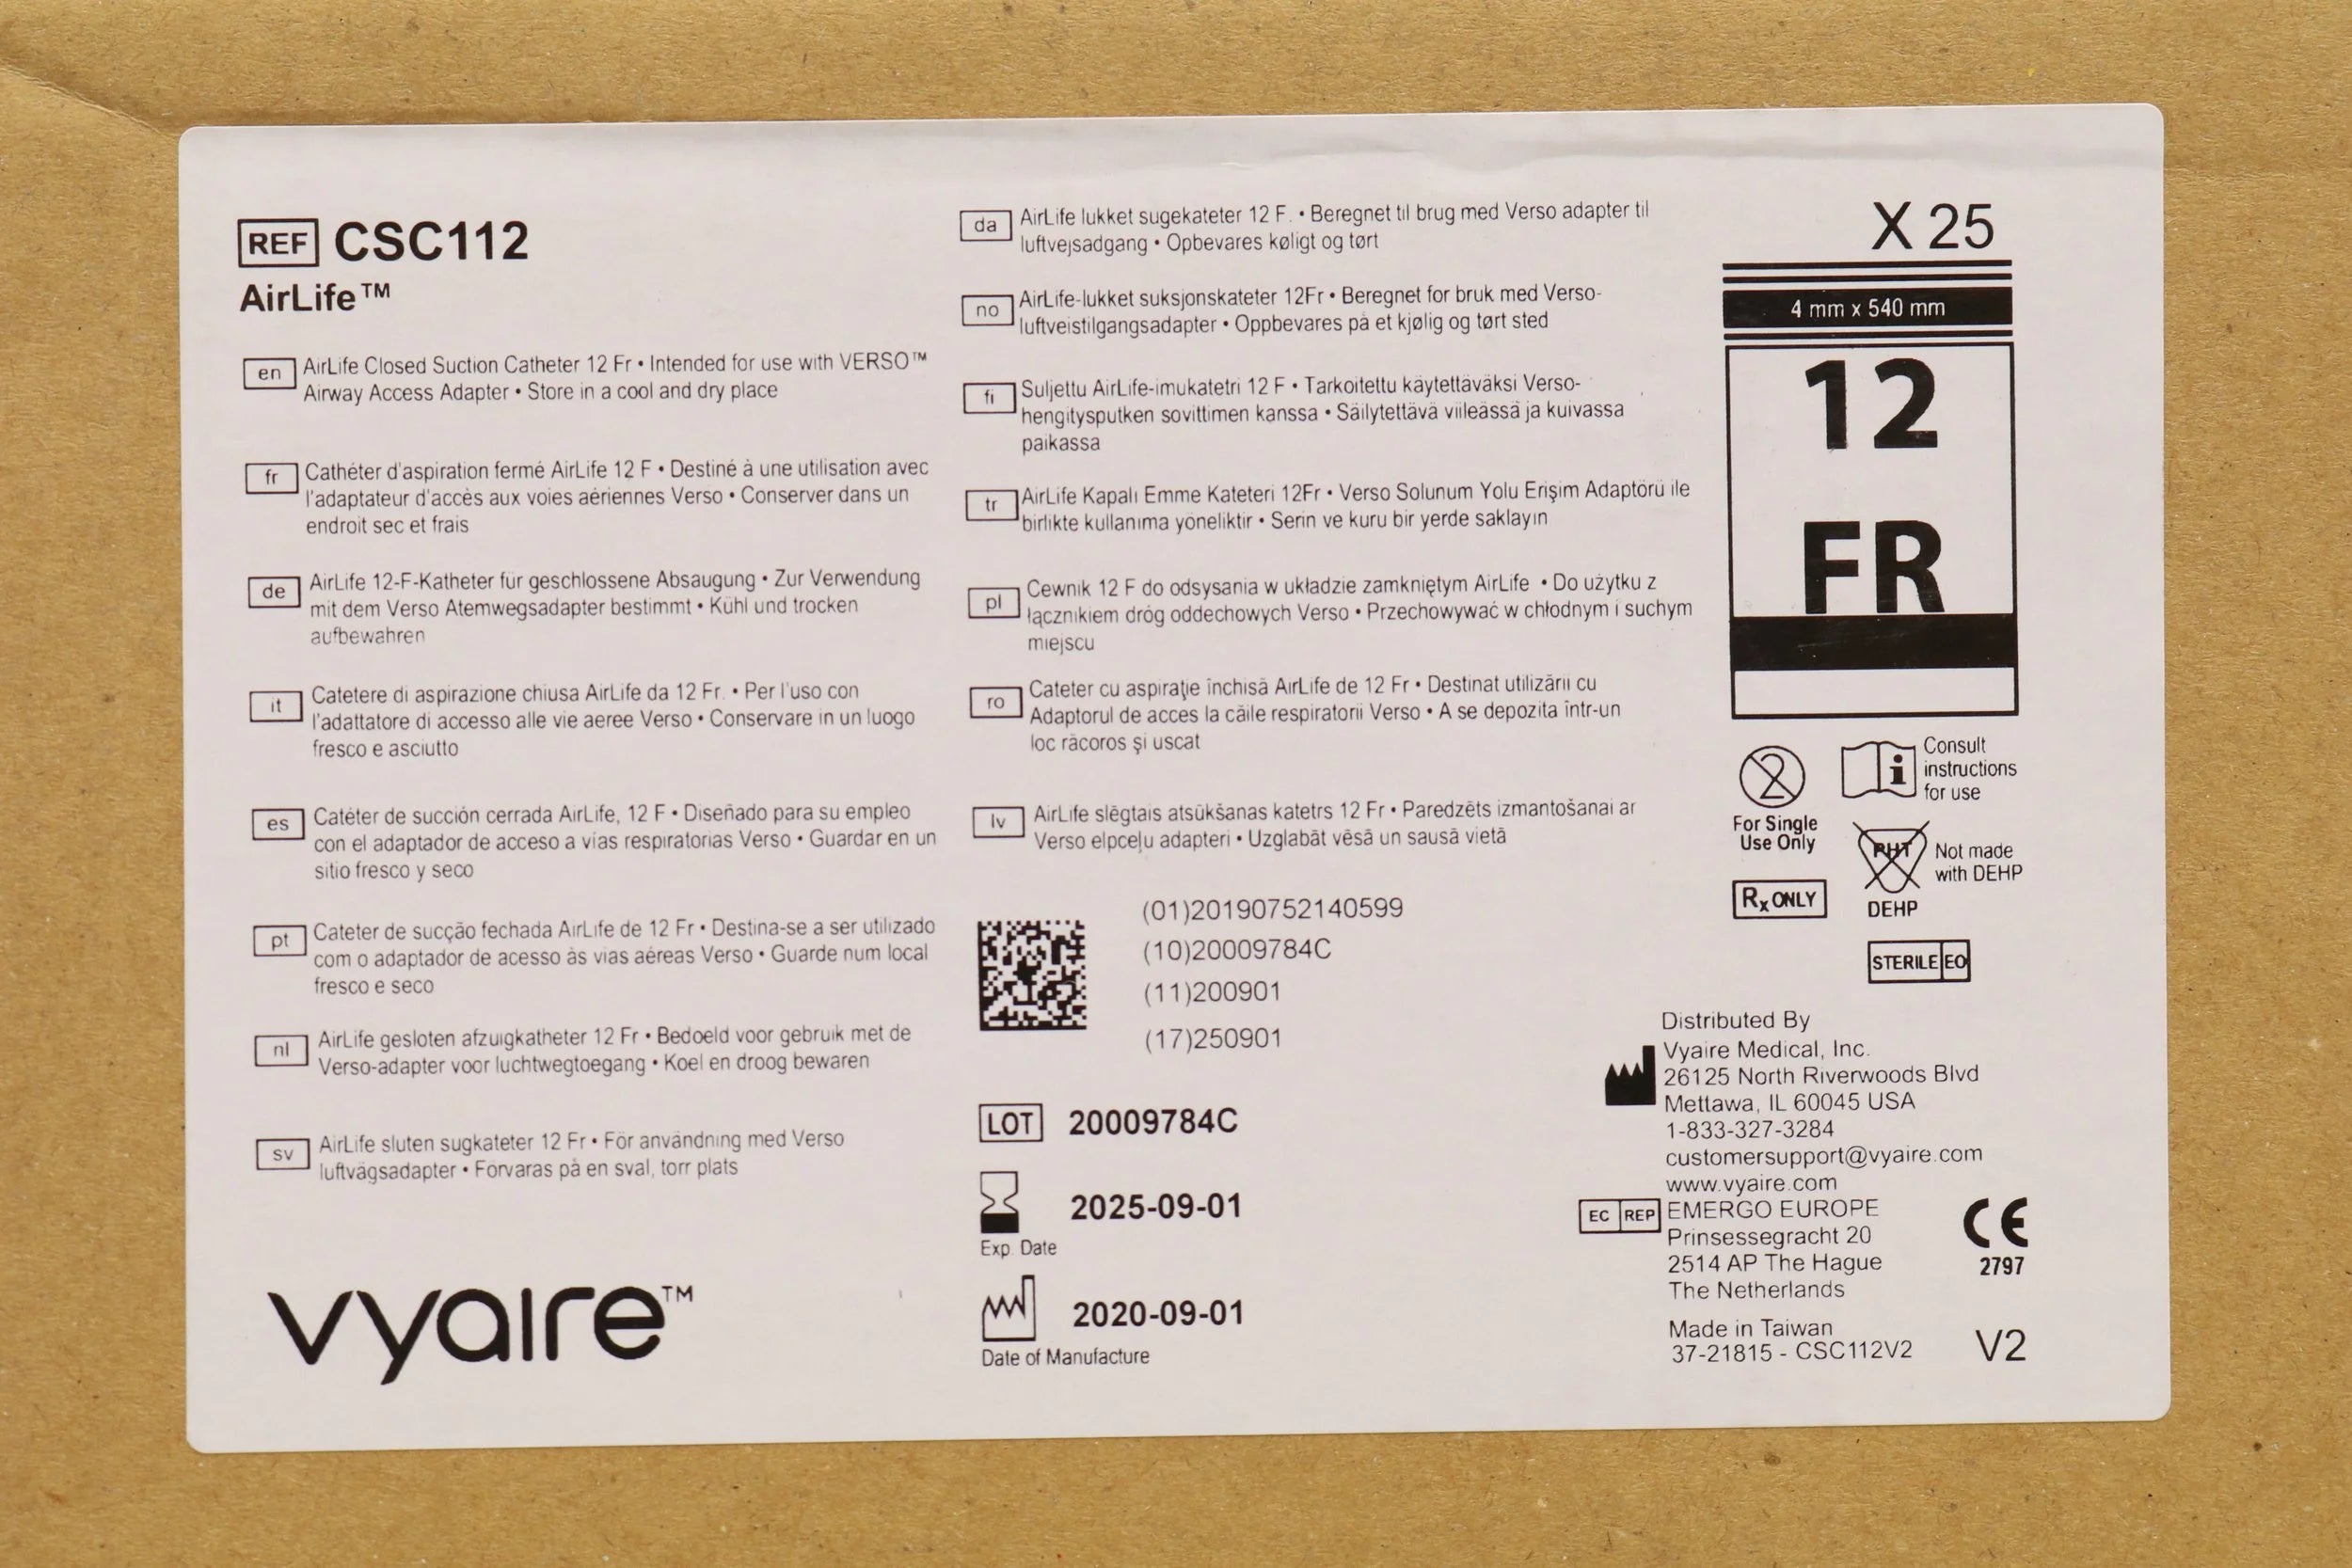 REF CSC112
AirLife™
en AirLife Closed Suction Catheter 12 Fr • Intended for use with VERSO™
Airway Access Adapter • Store in a cool and dry place
fr Cathéter d'aspiration fermé AirLife 12 F • Destiné à une utilisation avec
l'adaptateur d'accès aux voies aériennes Verso • Conserver dans un
endroit sec et frais
de AirLife 12-F-Katheter für geschlossene Absaugung • Zur Verwendung
mit dem Verso Atemwegsadapter bestimmt • Kühl und trocken
aufbewahren
it Catetere di aspirazione chiusa AirLife da 12 Fr. • Per l'uso con
l'adattatore di accesso alle vie aeree Verso • Conservare in un luogo
fresco e asciutto
es Catéter de succión cerrada AirLife, 12 F • Diseñado para su empleo
con el adaptador de acceso a vías respiratorias Verso • Guardar en un
sitio fresco y seco
pt Cateter de sucção fechada AirLife de 12 Fr • Destina-se a ser utilizado
com o adaptador de acesso às vias aéreas Verso • Guarde num local
fresco e seco
nl AirLife gesloten afzuigkatheter 12 Fr • Bedoeld voor gebruik met de
Verso-adapter voor luchtwegtoegang • Koel en droog bewaren
sv AirLife sluten sugkateter 12 Fr • För användning med Verso
luftvägsadapter • Förvaras på en sval, torr plats
vyaire™
da AirLife lukket sugekateter 12 F. • Beregnet til brug med Verso adapter til
luftvejsadgang • Opbevares køligt og tørt
no AirLife-lukket suksjonskateter 12Fr • Beregnet for bruk med Verso-
luftveistilgangsadapter • Oppbevares på et kjølig og tørt sted
fi Suljettu AirLife-imukatetri 12 F • Tarkoitettu käytettäväksi Verso-
hengitysputken sovittimen kanssa • Säilytettävä viileässä ja kuivassa
paikassa
tr AirLife Kapalı Emme Kateteri 12Fr • Verso Solunum Yolu Erişim Adaptörü ile
birlikte kullanıma yöneliktir • Serin ve kuru bir yerde saklayın
pl Cewnik 12 F do odsysania w układzie zamkniętym AirLife • Do użytku z
łącznikiem dróg oddechowych Verso • Przechowywać w chłodnym i suchym
miejscu
ro Cateter cu aspiraţie închisă AirLife de 12 Fr • Destinat utilizării cu
Adaptorul de acces la căile respiratorii Verso • A se depozita într-un
loc răcoros şi uscat
lv AirLife slēgtais atsūkšanas katetrs 12 Fr • Paredzēts izmantošanai ar
Verso elpceļu adapteri • Uzglabāt vēsā un sausā vietā
(01)20190752140599
(10)20009784C
(11)200901
(17)250901
LOT 20009784C
2025-09-01
Exp. Date
2020-09-01
Date of Manufacture
X 25
4 mm x 540 mm
12
FR
2
For Single
Use Only
i
Consult
instructions
for use
Rx ONLY
PHT
DEHP
Not made
with DEHP
STERILE EO
Distributed By
Vyaire Medical, Inc.
26125 North Riverwoods Blvd
Mettawa, IL 60045 USA
1-833-327-3284
customersupport@vyaire.com
www.vyaire.com
EC REP EMERGO EUROPE
Prinsessegracht 20
2514 AP The Hague
The Netherlands
CE
2797
Made in Taiwan
37-21815 - CSC112V2
V2